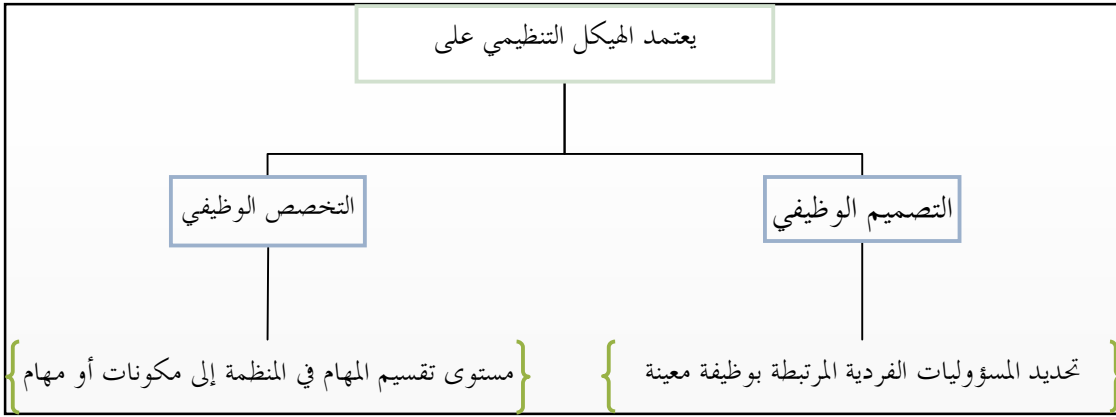 يعتمد الهيكل التنظيمي على
التصميم الوظيفي
التخصص الوظيفي
تحديد المسؤوليات الفردية المرتبطة بوظيفة معينة
مستوى تقسيم المهام في المنظمة إلى مكونات أو مهام